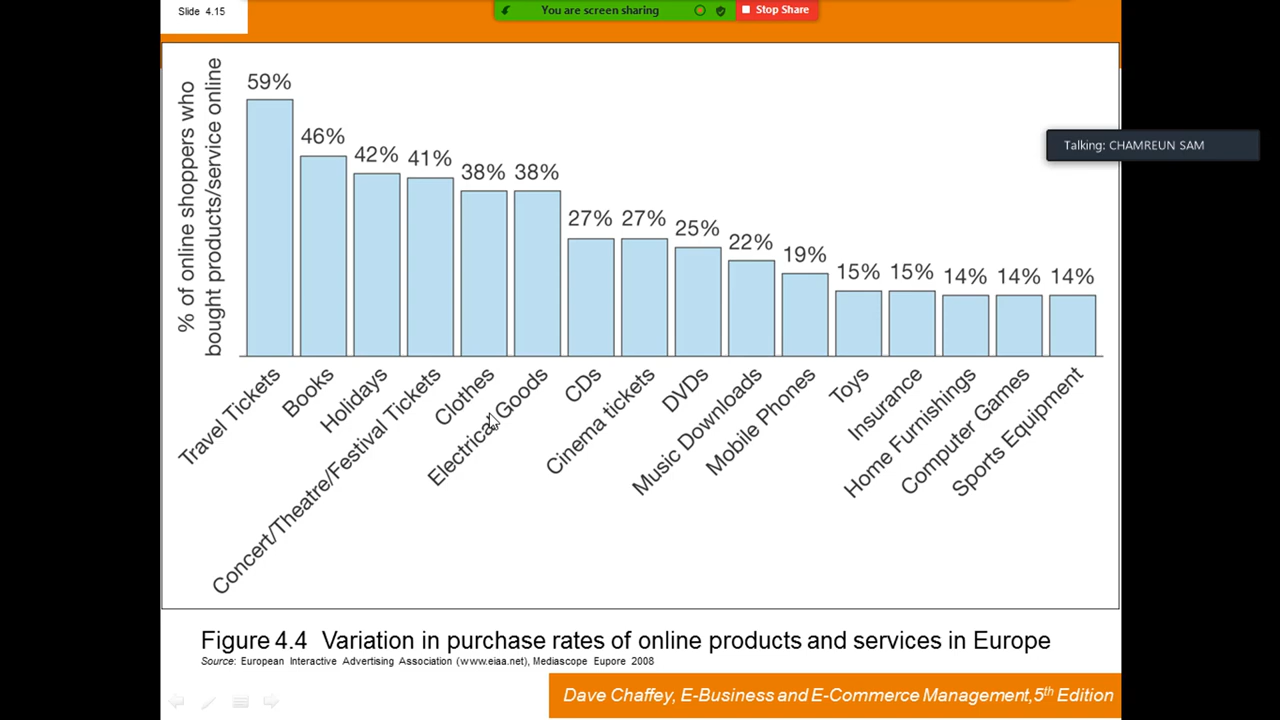 Slide 4.15
You are screen sharing
Stop Share
Talking: CHAMREUN SAM
% of online shoppers who
bought products/service online
59%
46%
42%
41%
38%
38%
27%
27%
25%
22%
19%
15%
15%
14%
14%
14%
Travel Tickets
Books
Holidays
Concert/Theatre/Festival Tickets
Clothes
Electrical Goods
CDs
Cinema tickets
DVDs
Music Downloads
Mobile Phones
Toys
Insurance
Home Furnishings
Computer Games
Sports Equipment
Figure 4.4 Variation in purchase rates of online products and services in Europe
Source: European Interactive Advertising Association (www.eiaa.net), Mediascope Eupore 2008
Dave Chaffey, E-Business and E-Commerce Management,5th Edition